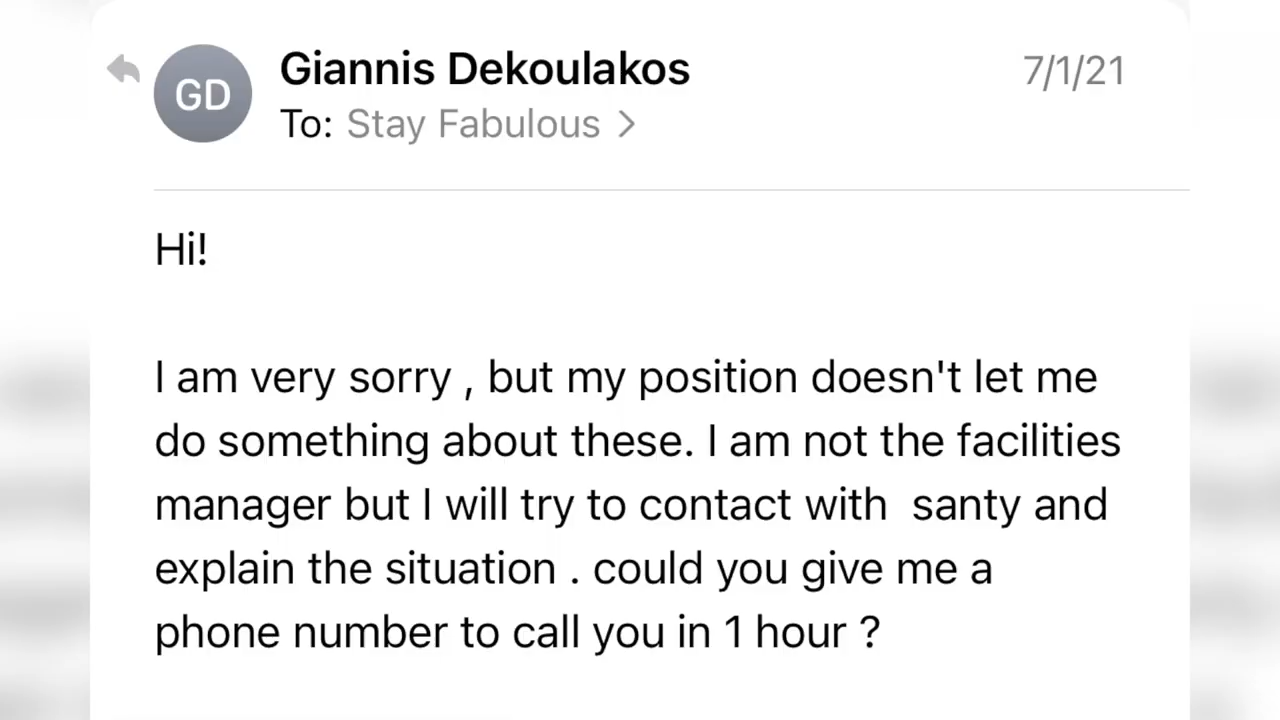 GD
Giannis Dekoulakos
7/1/21
To: Stay Fabulous >
Hi!
I am very sorry , but my position doesn't let me
do something about these. I am not the facilities
manager but I will try to contact with  santy and
explain the situation . could you give me a
phone number to call you in 1 hour ?